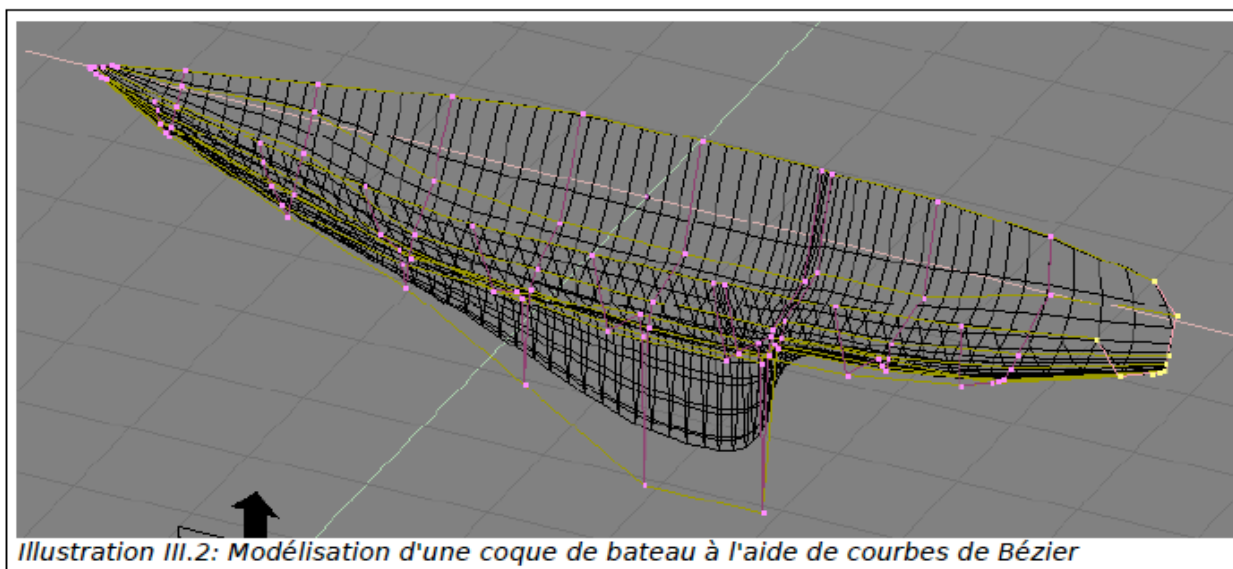 Illustration III.2: Modélisation d'une coque de bateau à l'aide de courbes de Bézier